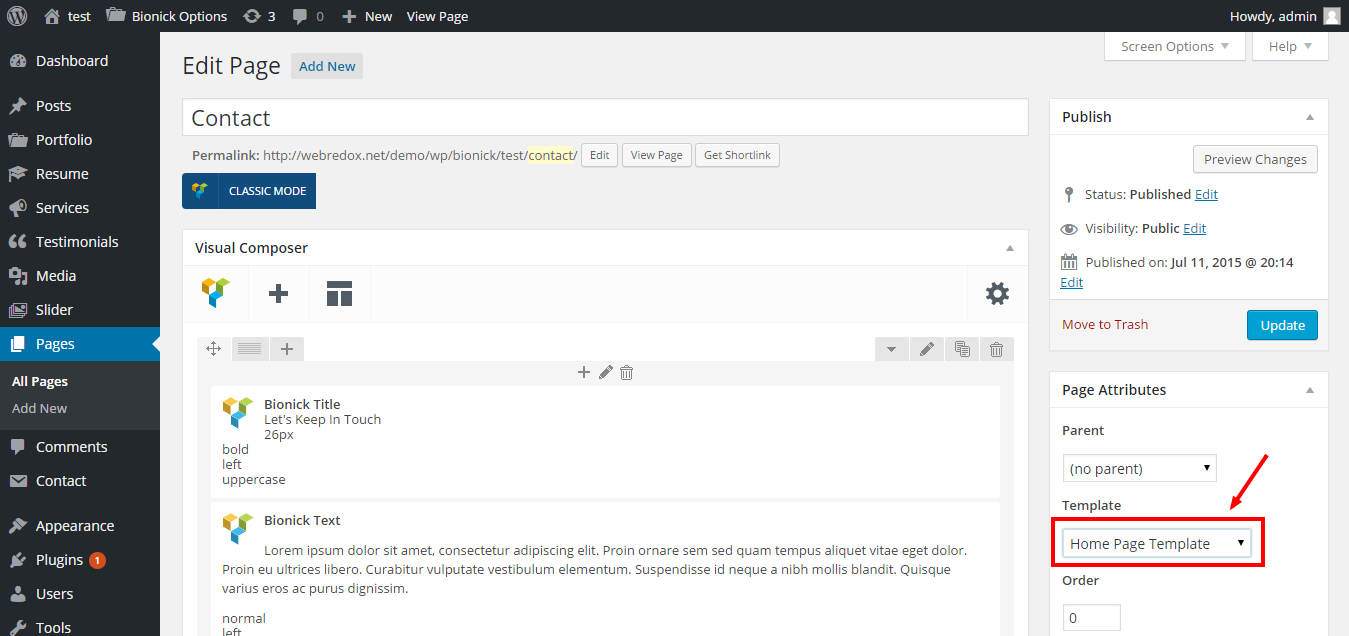 test
Bionick Options
3
0
New
View Page
Howdy, admin
Dashboard
Posts
Portfolio
Resume
Services
Testimonials
Media
Slider
Pages
All Pages
Add New
Comments
Contact
Appearance
Plugins 1
Users
Tools
Screen Options
Help
Edit Page
Add New
Contact
Permalink: http://webredox.net/demo/wp/bionick/test/contact/ Edit View Page Get Shortlink
CLASSIC MODE
Visual Composer
Bionick Title
Let's Keep In Touch
26px
bold
left
uppercase
Bionick Text
Lorem ipsum dolor sit amet, consectetur adipiscing elit. Proin ornare sem sed quam tempus aliquet vitae eget dolor.
Proin eu ultrices libero. Curabitur vulputate vestibulum elementum. Suspendisse id neque a nibh mollis blandit. Quisque
varius eros ac purus dignissim.
normal
left
Publish
Preview Changes
Status: Published Edit
Visibility: Public Edit
Published on: Jul 11, 2015 @ 20:14
Edit
Move to Trash
Update
Page Attributes
Parent
(no parent)
Template
Home Page Template
Order
0